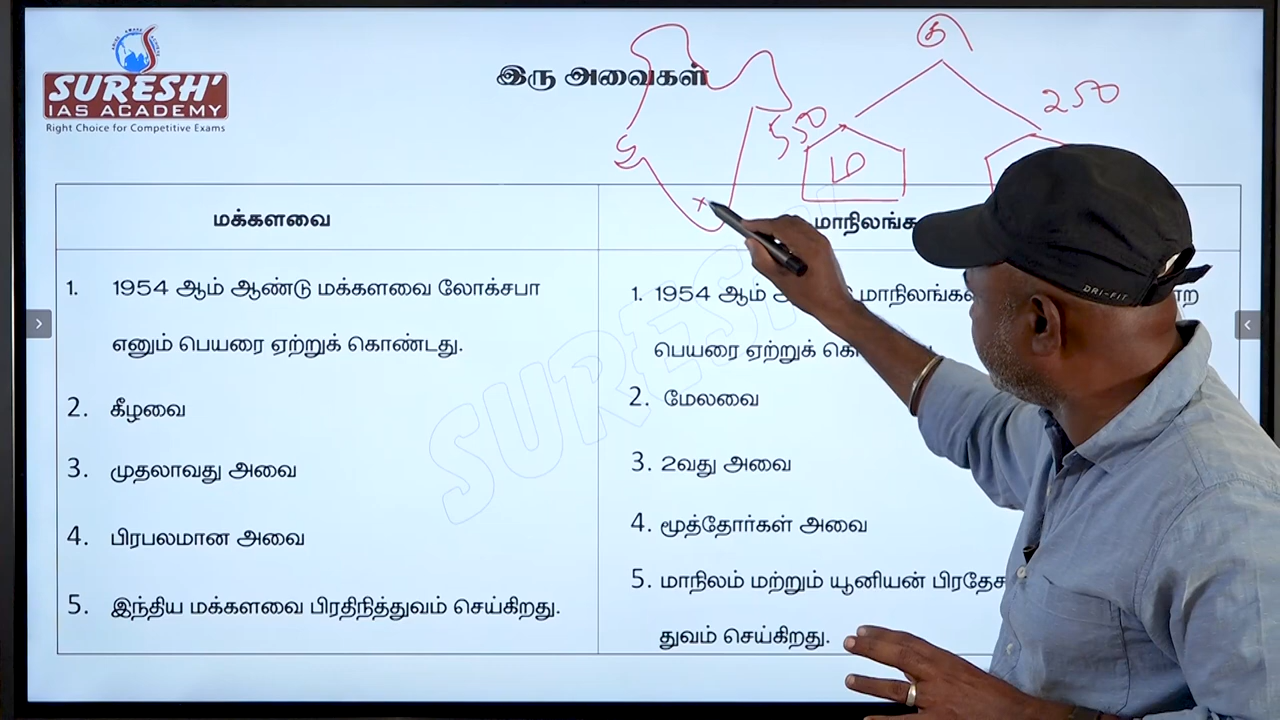 SURESH'
IAS ACADEMY
Right Choice for Competitive Exams
இரு அவைகள்
550
250
ம
மக்களவை
1. 1954 ஆம் ஆண்டு மக்களவை லோக்சபா
எனும் பெயரை ஏற்றுக் கொண்டது.
2. கீழவை
3. முதலாவது அவை
4. பிரபலமான அவை
5. இந்திய மக்களவை பிரதிநித்துவம் செய்கிறது.
1. 1954 ஆம்
பெயரை ஏற்றுக்
2. மேலவை
3. 2வது அவை
4. மூத்தோர்கள் அவை
5. மாநிலம் மற்றும் யூனியன் பிரதேச
துவம் செய்கிறது.
SURESH'
DRI-FIT